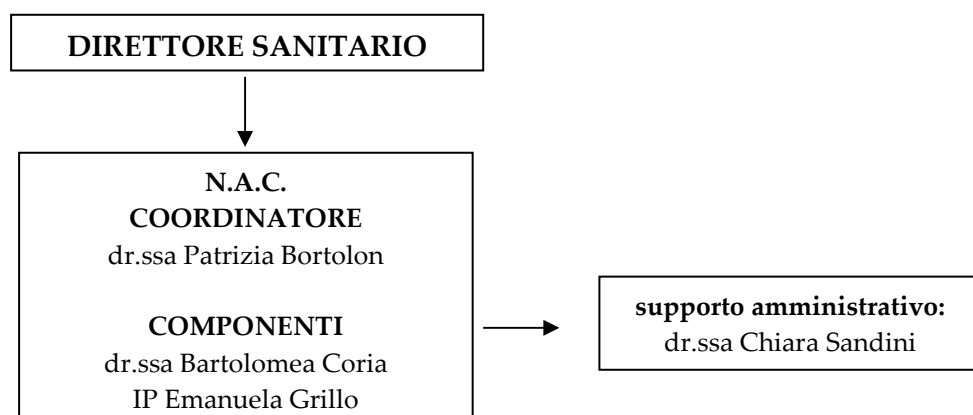 DIRETTORE SANITARIO
N.A.C.
COORDINATORE
dr.ssa Patrizia Bortolon
COMPONENTI
dr.ssa Bartolomea Coria
IP Emanuela Grillo
supporto amministrativo:
dr.ssa Chiara Sandini